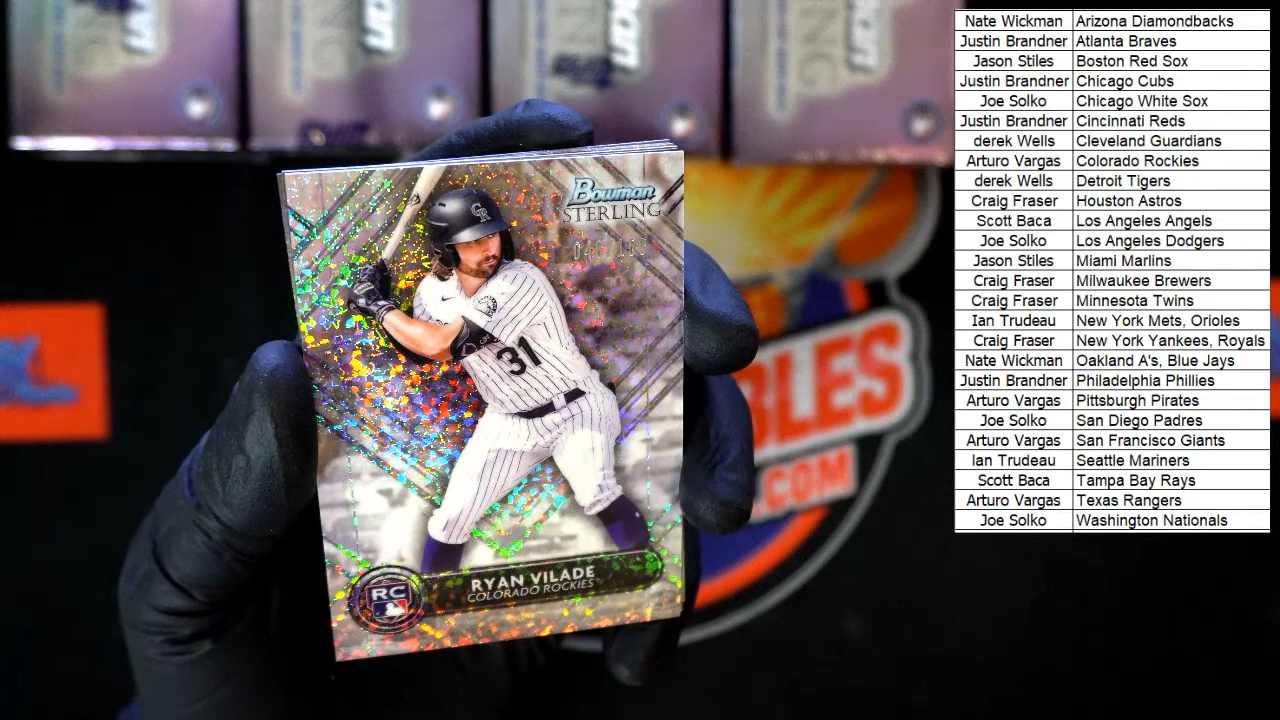 Bowman
STERLING
CR
31
RC
RYAN VILADE
COLORADO ROCKIES
BLES
.COM
Nate Wickman Arizona Diamondbacks
Justin Brandner Atlanta Braves
Jason Stiles Boston Red Sox
Justin Brandner Chicago Cubs
Joe Solko Chicago White Sox
Justin Brandner Cincinnati Reds
derek Wells Cleveland Guardians
Arturo Vargas Colorado Rockies
derek Wells Detroit Tigers
Craig Fraser Houston Astros
Scott Baca Los Angeles Angels
Joe Solko Los Angeles Dodgers
Jason Stiles Miami Marlins
Craig Fraser Milwaukee Brewers
Craig Fraser Minnesota Twins
Ian Trudeau New York Mets, Orioles
Craig Fraser New York Yankees, Royals
Nate Wickman Oakland A's, Blue Jays
Justin Brandner Philadelphia Phillies
Arturo Vargas Pittsburgh Pirates
Joe Solko San Diego Padres
Arturo Vargas San Francisco Giants
Ian Trudeau Seattle Mariners
Scott Baca Tampa Bay Rays
Arturo Vargas Texas Rangers
Joe Solko Washington Nationals